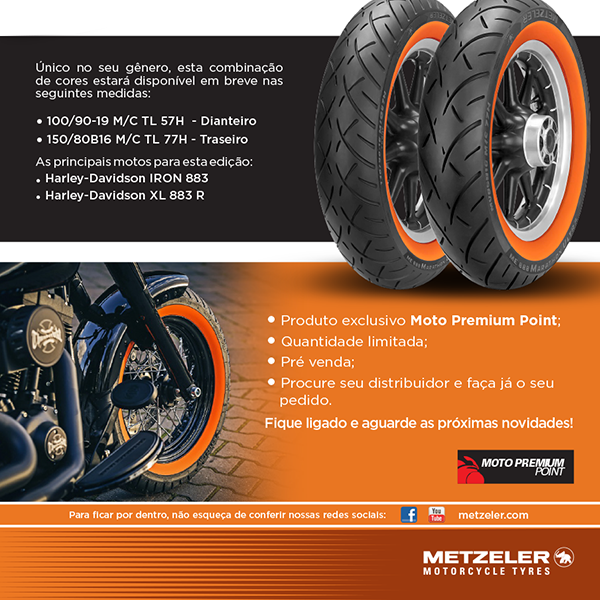 Único no seu gênero, esta combinação
de cores estará disponível em breve nas
seguintes medidas:
• 100/90-19 M/C TL 57H - Dianteiro
• 150/80B16 M/C TL 77H - Traseiro
As principais motos para esta edição:
• Harley-Davidson IRON 883
• Harley-Davidson XL 883 R
METZELER
• Produto exclusivo Moto Premium Point;
• Quantidade limitada;
• Pré venda;
• Procure seu distribuidor e faça já o seu
pedido.
Fique ligado e aguarde as próximas novidades!
MOTO PREMIUM
POINT
Para ficar por dentro, não esqueça de conferir nossas redes sociais:
f
You
Tube
metzeler.com
METZELER
MOTORCYCLE TYRES